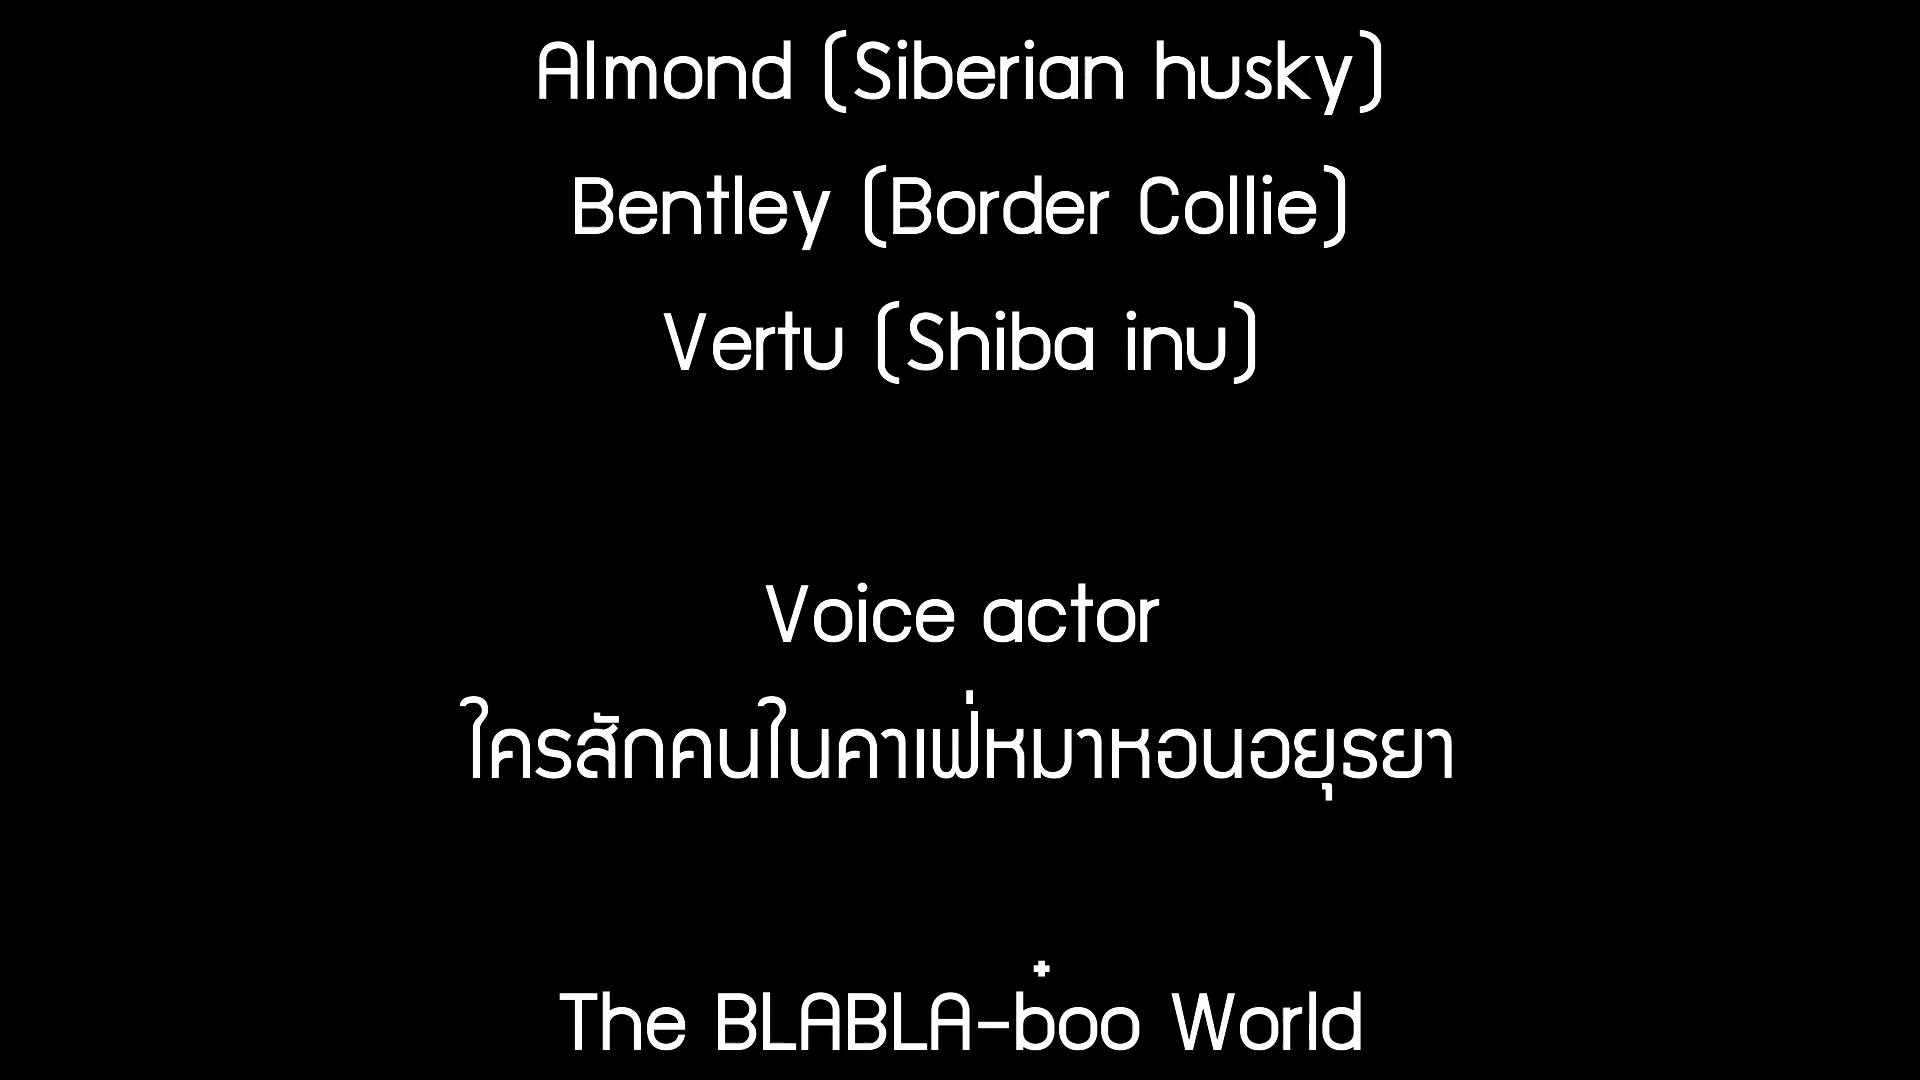 Almond (Siberian husky)
Bentley (Border Collie)
Vertu (Shiba inu)
Voice actor
ใครสักคนในคาเฟ่หมาหอนอยุธยา
The BLABLA-b๋oo World